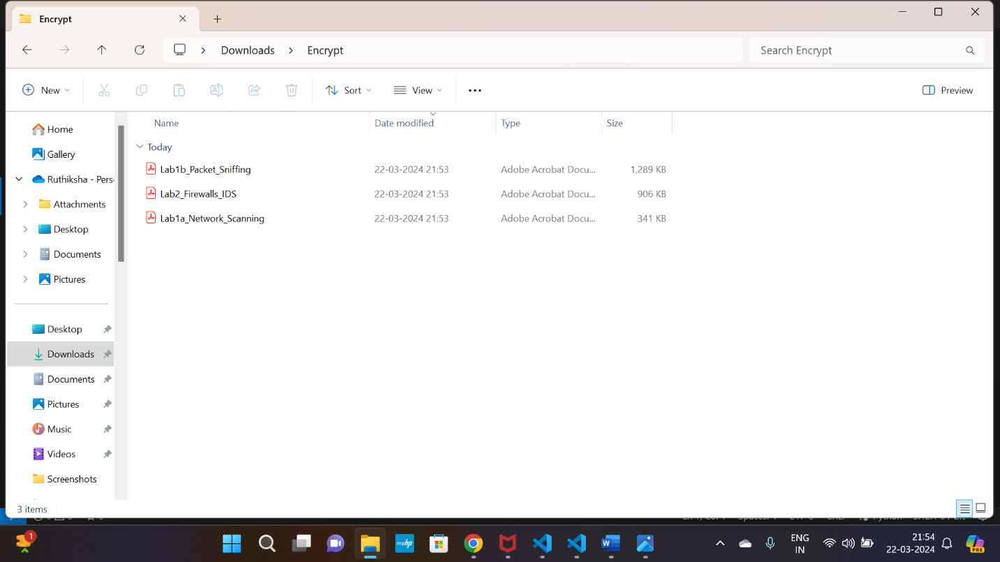 Encrypt
Downloads > Encrypt
Search Encrypt
New
Sort
View
Preview
Name Date modified Type Size
Today
Lab1b_Packet_Sniffing 22-03-2024 21:53 Adobe Acrobat Docu... 1,289 KB
Lab2_Firewalls_IDS 22-03-2024 21:53 Adobe Acrobat Docu... 906 KB
Lab1a_Network_Scanning 22-03-2024 21:53 Adobe Acrobat Docu... 341 KB
Home
Gallery
Ruthiksha - Pers
Attachments
Desktop
Documents
Pictures
Desktop
Downloads
Documents
Pictures
Music
Videos
Screenshots
3 items
1
myhp
ENG
IN
21:54
22-03-2024
PRE